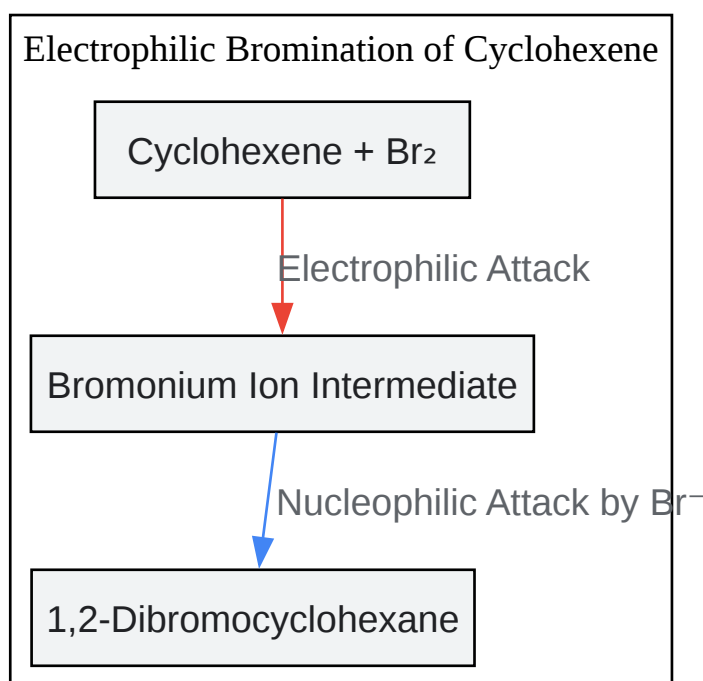 Electrophilic Bromination of Cyclohexene
Cyclohexene + Br₂
Electrophilic Attack
Bromonium Ion Intermediate
Nucleophilic Attack by Br⁻
1,2-Dibromocyclohexane